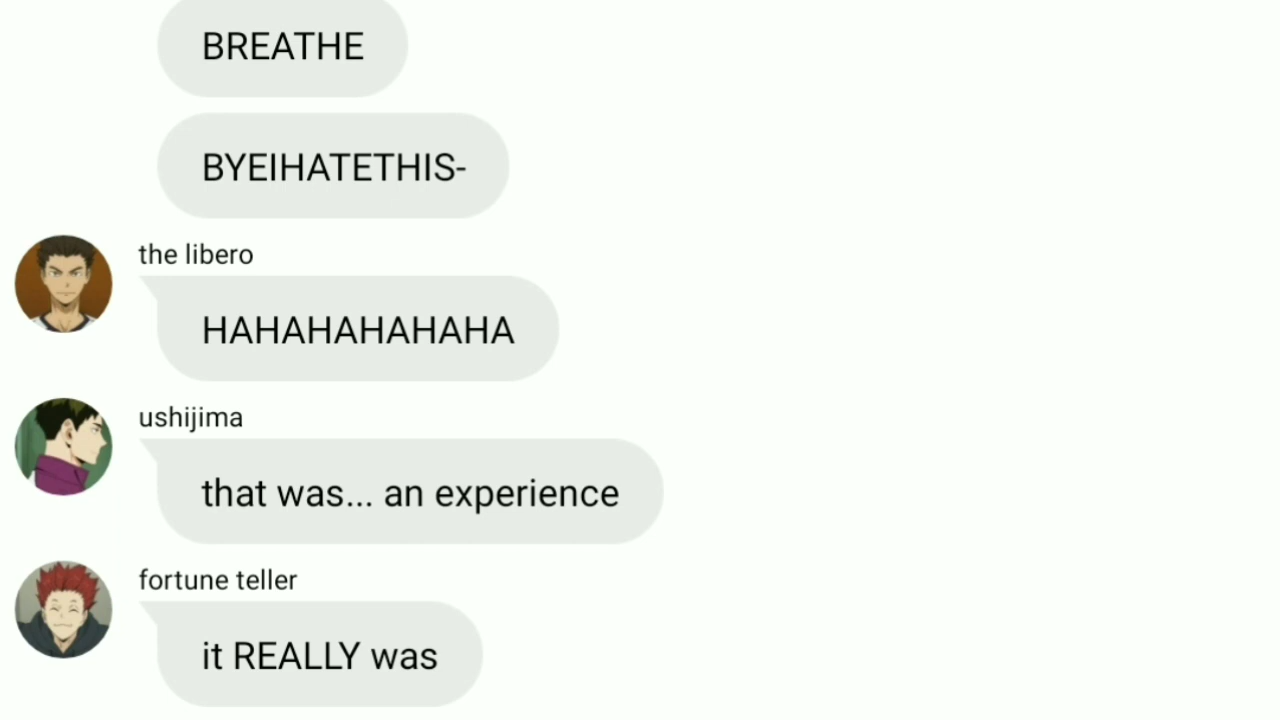 BREATHE
BYEIHATETHIS-
the libero
HAHAHAHAHAHA
ushijima
that was... an experience
fortune teller
it REALLY was